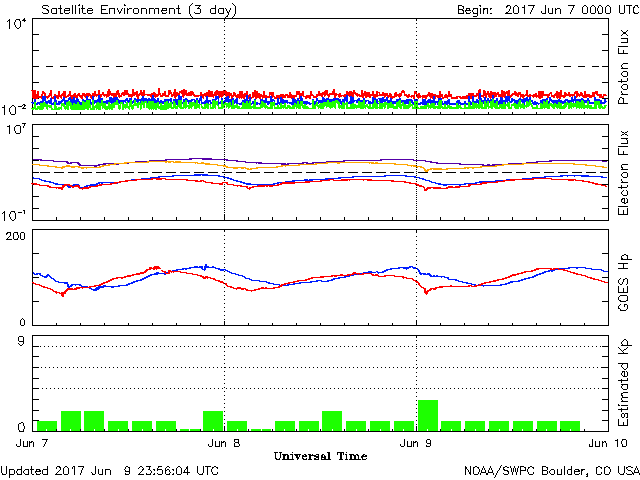 Satellite Environment (3 day) Begin: 2017 Jun 7 0000 UTC
10^4
10^-2
Proton Flux
10^7
10^-1
Electron Flux
200
0
GOES Hp
9
0
Estimated Kp
Jun 7 Jun 8 Jun 9 Jun 10
Universal Time
Updated 2017 Jun 9 23:56:04 UTC NOAA/SWPC Boulder, CO USA